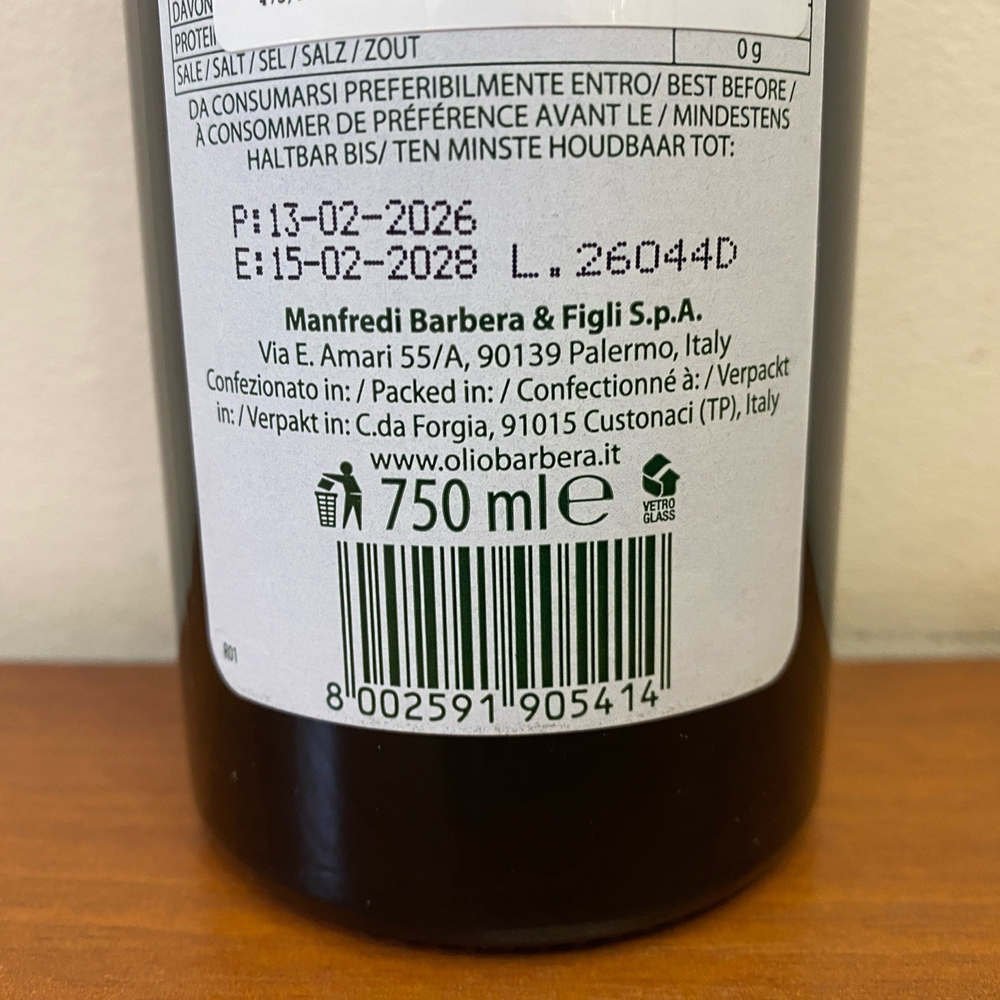 DAVON
PROTEI
SALE / SALT / SEL / SALZ / ZOUT 0 g
DA CONSUMARSI PREFERIBILMENTE ENTRO/ BEST BEFORE /
À CONSOMMER DE PRÉFÉRENCE AVANT LE / MINDESTENS
HALTBAR BIS/ TEN MINSTE HOUDBAAR TOT:
P:13-02-2026
E:15-02-2028 L. 26044D
Manfredi Barbera & Figli S.p.A.
Via E. Amari 55/A, 90139 Palermo, Italy
Confezionato in: / Packed in: / Confectionné à: / Verpackt
in: / Verpakt in: C.da Forgia, 91015 Custonaci (TP), Italy
www.oliobarbera.it
750 ml e
VETRO
GLASS
R01
8 002591 905414